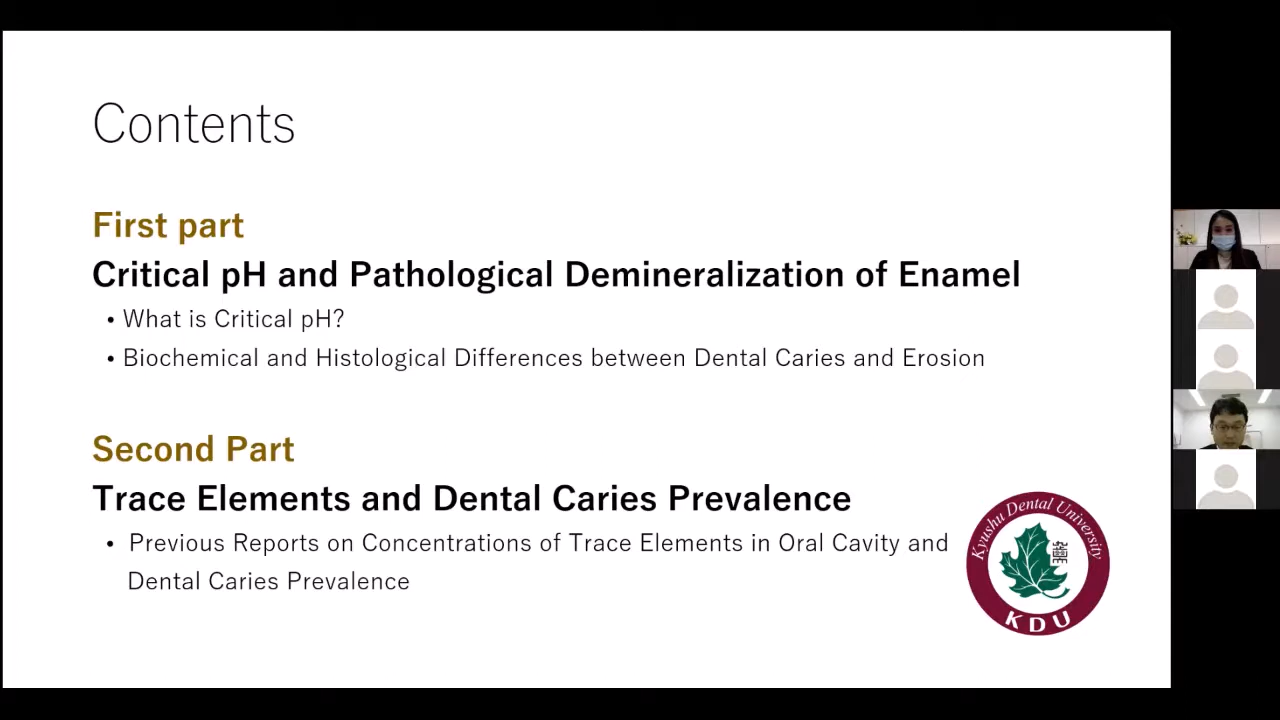 Contents
First part
Critical pH and Pathological Demineralization of Enamel
• What is Critical pH?
• Biochemical and Histological Differences between Dental Caries and Erosion
Second Part
Trace Elements and Dental Caries Prevalence
• Previous Reports on Concentrations of Trace Elements in Oral Cavity and
Dental Caries Prevalence
Kyushu Dental University
KDU